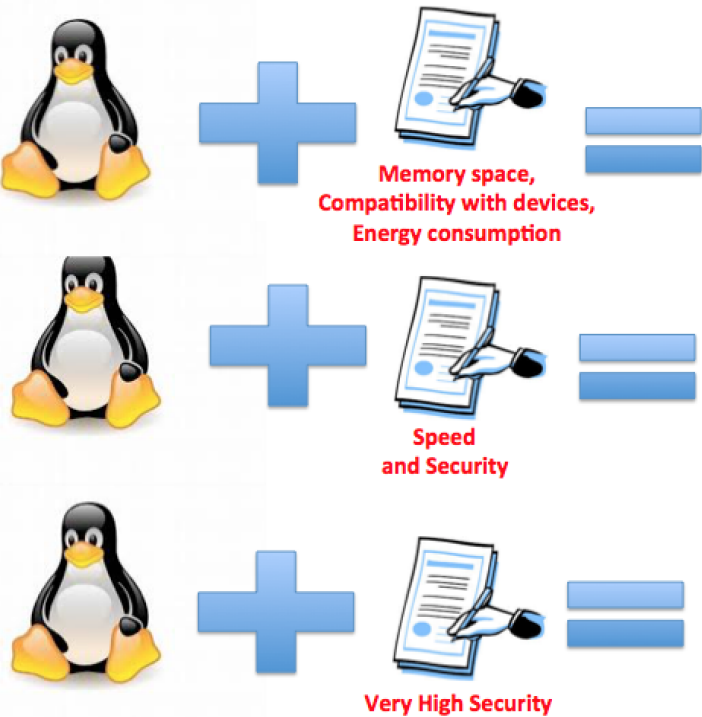 Memory space,
Compatibility with devices,
Energy consumption
Speed
and Security
Very High Security